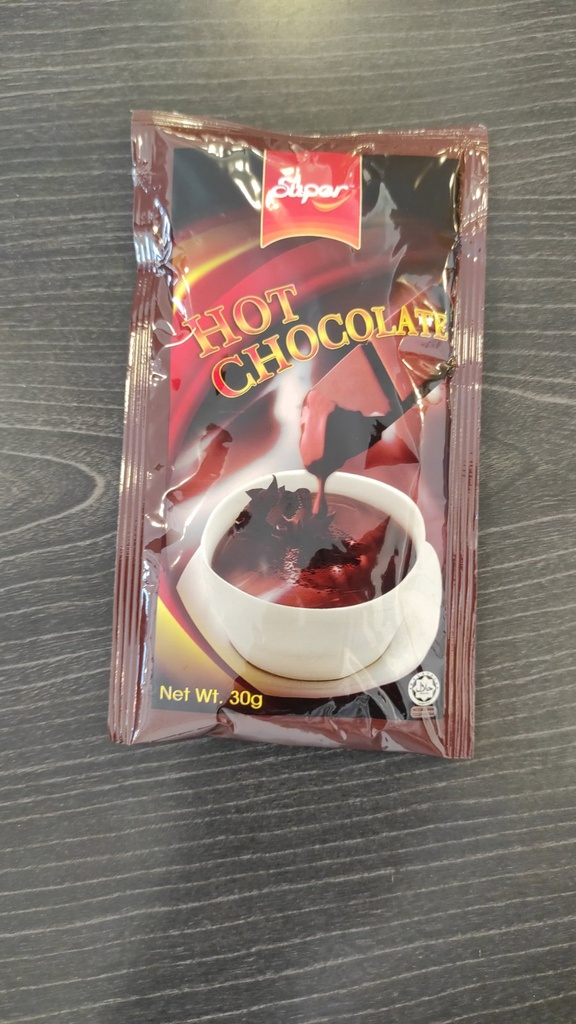 Super
HOT
CHOCOLATE
Net Wt. 30g